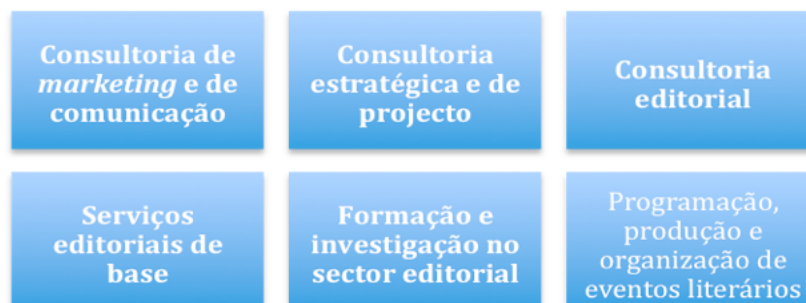 Consultoria de
marketing e de
comunicação
Consultoria
estratégica e de
projecto
Consultoria
editorial
Serviços
editoriais de
base
Formação e
investigação no
sector editorial
Programação,
produção e
organização de
eventos literários